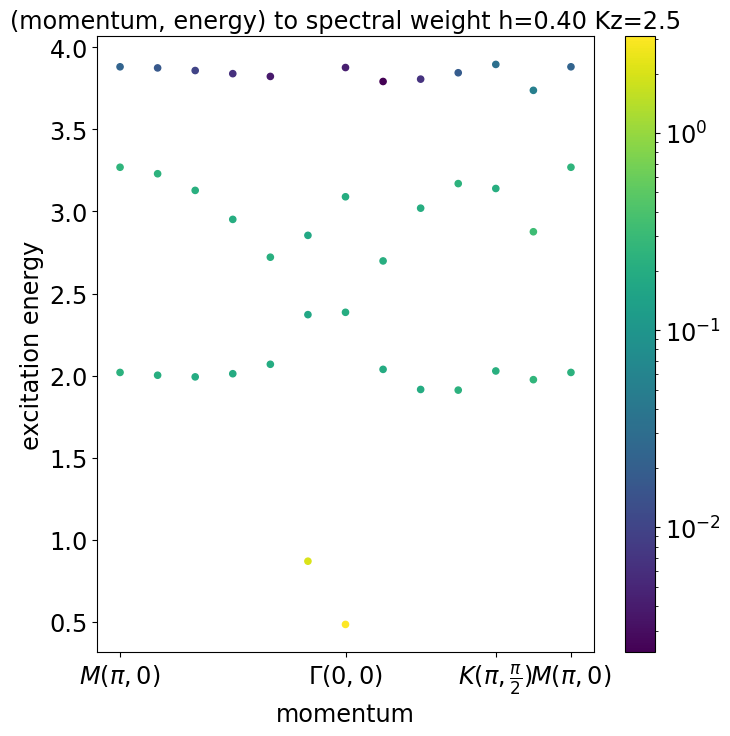 (momentum, energy) to spectral weight h=0.40 Kz=2.5
4.0
3.5
3.0
2.5
2.0
1.5
1.0
0.5
excitation energy
M(π, 0)
Γ(0, 0)
K(π, π/2)
M(π, 0)
momentum
10⁰
10⁻¹
10⁻²